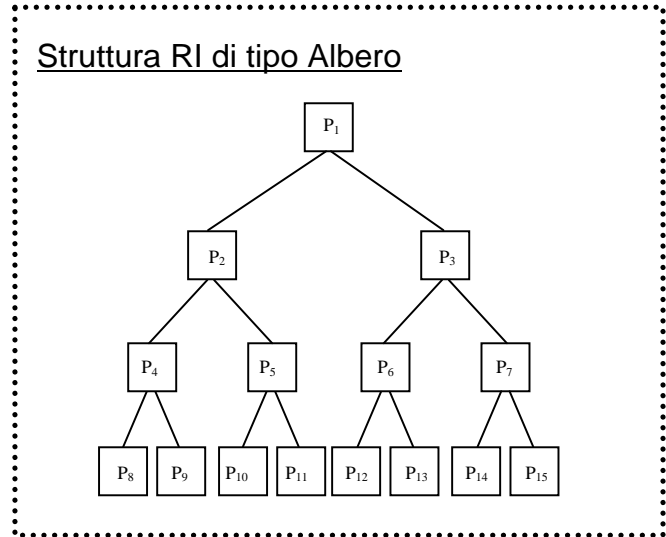 Struttura RI di tipo Albero
P₁
P₂ P₃
P₄ P₅ P₆ P₇
P₈ P₉ P₁₀ P₁₁ P₁₂ P₁₃ P₁₄ P₁₅